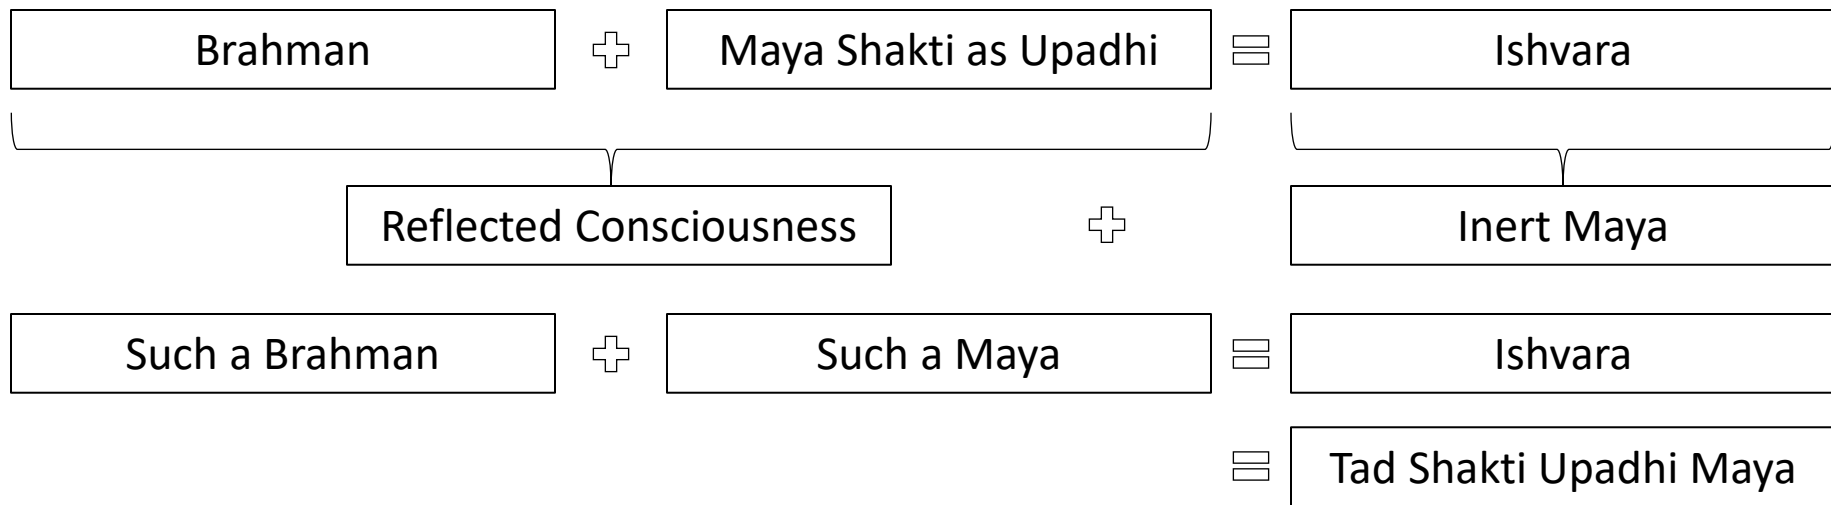 Brahman + Maya Shakti as Upadhi = Ishvara
Reflected Consciousness + Inert Maya
Such a Brahman + Such a Maya = Ishvara
= Tad Shakti Upadhi Maya